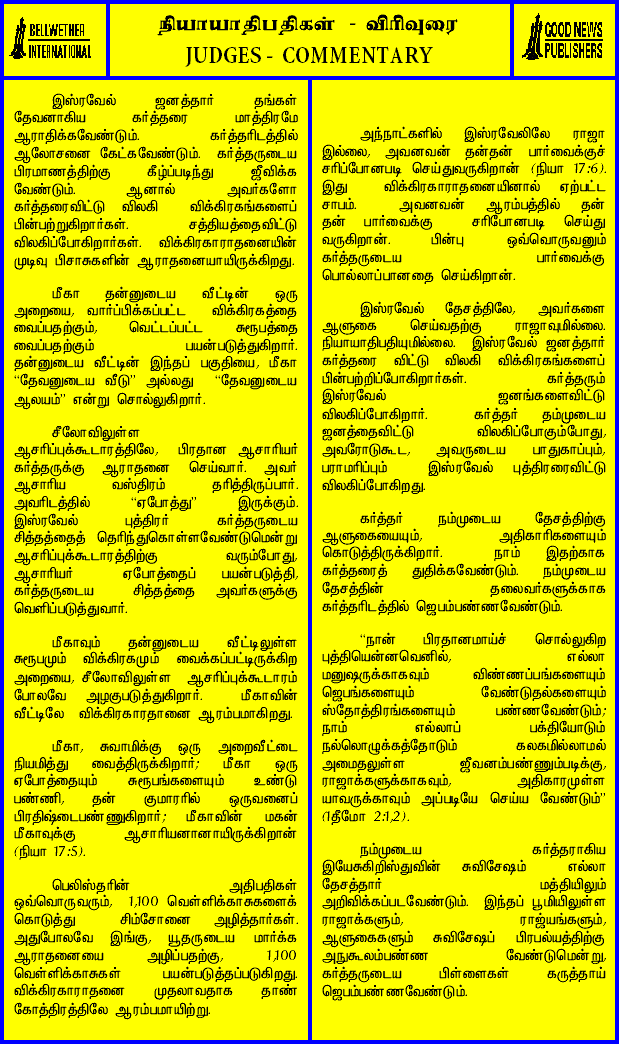 BELLWETHER
INTERNATIONAL
நியாயாதிபதிகள் - விரிவுரை
JUDGES - COMMENTARY
GOOD NEWS
PUBLISHERS
இஸ்ரவேல் ஜனத்தார் தங்கள்
தேவனாகிய கர்த்தரை மாத்திரமே
ஆராதிக்கவேண்டும். கர்த்தரிடத்தில்
ஆலோசனை கேட்கவேண்டும். கர்த்தருடைய
பிரமாணத்திற்கு கீழ்ப்படிந்து ஜீவிக்க
வேண்டும். ஆனால் அவர்களோ
கர்த்தரைவிட்டு விலகி விக்கிரகங்களைப்
பின்பற்றுகிறார்கள். சத்தியத்தைவிட்டு
விலகிப்போகிறார்கள். விக்கிரகாராதனையின்
முடிவு பிசாசுகளின் ஆராதனையாயிருக்கிறது.
மீகா தன்னுடைய வீட்டின் ஒரு
அறையை, வார்ப்பிக்கப்பட்ட விக்கிரகத்தை
வைப்பதற்கும், வெட்டப்பட்ட சுரூபத்தை
வைப்பதற்கும் பயன்படுத்துகிறார்.
தன்னுடைய வீட்டின் இந்தப் பகுதியை, மீகா
“தேவனுடைய வீடு” அல்லது “தேவனுடைய
ஆலயம்” என்று சொல்லுகிறார்.
சீலோவிலுள்ள
ஆசரிப்புக்கூடாரத்திலே, பிரதான ஆசாரியர்
கர்த்தருக்கு ஆராதனை செய்வார். அவர்
ஆசாரிய வஸ்திரம் தரித்திருப்பார்.
அவரிடத்தில் “ஏபோத்து” இருக்கும்.
இஸ்ரவேல் புத்திரர் கர்த்தருடைய
சித்தத்தைத் தெரிந்துகொள்ளவேண்டுமென்று
ஆசரிப்புக்கூடாரத்திற்கு வரும்போது,
ஆசாரியர் ஏபோத்தைப் பயன்படுத்தி,
கர்த்தருடைய சித்தத்தை அவர்களுக்கு
வெளிப்படுத்துவார்.
மீகாவும் தன்னுடைய வீட்டிலுள்ள
சுரூபமும் விக்கிரகமும் வைக்கப்பட்டிருக்கிற
அறையை, சீலோவிலுள்ள ஆசரிப்புக்கூடாரம்
போலவே அழகுபடுத்துகிறார். மீகாவின்
வீட்டிலே விக்கிரகாரதானை ஆரம்பமாகிறது.
மீகா, சுவாமிக்கு ஒரு அறைவீட்டை
நியமித்து வைத்திருக்கிறார்; மீகா ஒரு
ஏபோத்தையும் சுரூபங்களையும் உண்டு
பண்ணி, தன் குமாரரில் ஒருவனைப்
பிரதிஷ்டைபண்ணுகிறார்; மீகாவின் மகன்
மீகாவுக்கு ஆசாரியனானாயிருக்கிறான்
(நியா 17:5).
பெலிஸ்தரின் அதிபதிகள்
ஒவ்வொருவரும், 1,100 வெள்ளிக்காசுகளைக்
கொடுத்து சிம்சோனை அழித்தார்கள்.
அதுபோலவே இங்கு, யூதருடைய மார்க்க
ஆராதனையை அழிப்பதற்கு, 1,100
வெள்ளிக்காசுகள் பயன்படுத்தப்படுகிறது.
விக்கிரகாராதனை முதலாவதாக தாண்
கோத்திரத்திலே ஆரம்பமாயிற்று.
அந்நாட்களில் இஸ்ரவேலிலே ராஜா
இல்லை, அவனவன் தன்தன் பார்வைக்குச்
சரிப்போனபடி செய்துவருகிறான் (நியா 17:6).
இது விக்கிரகாராதனையினால் ஏற்பட்ட
சாபம். அவனவன் ஆரம்பத்தில் தன்
தன் பார்வைக்கு சரிபோனபடி செய்து
வருகிறான். பின்பு ஒவ்வொருவனும்
கர்த்தருடைய பார்வைக்கு
பொல்லாப்பானதை செய்கிறான்.
இஸ்ரவேல் தேசத்திலே, அவர்களை
ஆளுகை செய்வதற்கு ராஜாவுமில்லை.
நியாயாதிபதியுமில்லை. இஸ்ரவேல் ஜனத்தார்
கர்த்தரை விட்டு விலகி விக்கிரகங்களைப்
பின்பற்றிப்போகிறார்கள். கர்த்தரும்
இஸ்ரவேல் ஜனங்களைவிட்டு
விலகிப்போகிறார். கர்த்தர் தம்முடைய
ஜனத்தைவிட்டு விலகிப்போகும்போது,
அவரோடுகூட, அவருடைய பாதுகாப்பும்,
பராமரிப்பும் இஸ்ரவேல் புத்திரரைவிட்டு
விலகிப்போகிறது.
கர்த்தர் நம்முடைய தேசத்திற்கு
ஆளுகையையும், அதிகாரிகளையும்
கொடுத்திருக்கிறார். நாம் இதற்காக
கர்த்தரைத் துதிக்கவேண்டும். நம்முடைய
தேசத்தின் தலைவர்களுக்காக
கர்த்தரிடத்தில் ஜெபம்பண்ணவேண்டும்.
“நான் பிரதானமாய்ச் சொல்லுகிற
புத்தியென்னவெனில், எல்லா
மனுஷருக்காகவும் விண்ணப்பங்களையும்
ஜெபங்களையும் வேண்டுதல்களையும்
ஸ்தோத்திரங்களையும் பண்ணவேண்டும்;
நாம் எல்லாப் பக்தியோடும்
நல்லொழுக்கத்தோடும் கலகமில்லாமல்
அமைதலுள்ள ஜீவனம்பண்ணும்படிக்கு,
ராஜாக்களுக்காகவும், அதிகாரமுள்ள
யாவருக்காவும் அப்படியே செய்ய வேண்டும்”
(1தீமோ 2:1,2).
நம்முடைய கர்த்தராகிய
இயேசுகிறிஸ்துவின் சுவிசேஷம் எல்லா
தேசத்தார் மத்தியிலும்
அறிவிக்கப்படவேண்டும். இந்தப் பூமியிலுள்ள
ராஜாக்களும், ராஜ்யங்களும்,
ஆளுகைகளும் சுவிசேஷப் பிரபல்யத்திற்கு
அநுகூலம்பண்ண வேண்டுமென்று,
கர்த்தருடைய பிள்ளைகள் கருத்தாய்
ஜெபம்பண்ணவேண்டும்.